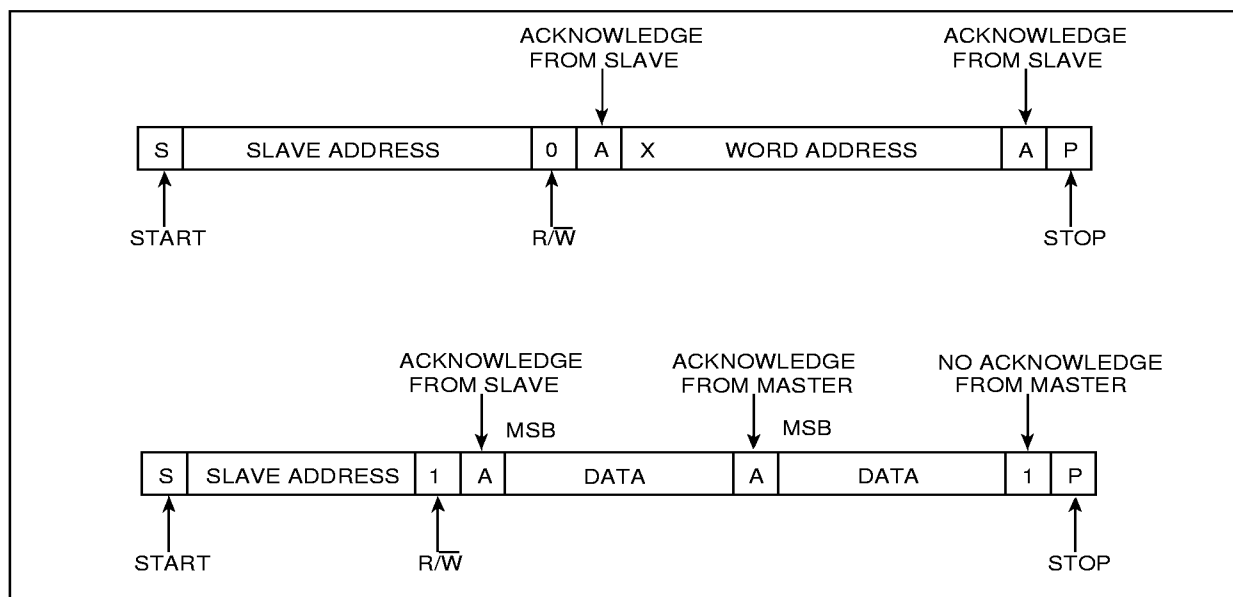 ACKNOWLEDGE
FROM SLAVE
ACKNOWLEDGE
FROM SLAVE
S SLAVE ADDRESS 0 A X WORD ADDRESS A P
START
R/W̅
STOP
ACKNOWLEDGE
FROM SLAVE
ACKNOWLEDGE
FROM MASTER
NO ACKNOWLEDGE
FROM MASTER
MSB
MSB
S SLAVE ADDRESS 1 A DATA A DATA 1 P
START
R/W̅
STOP